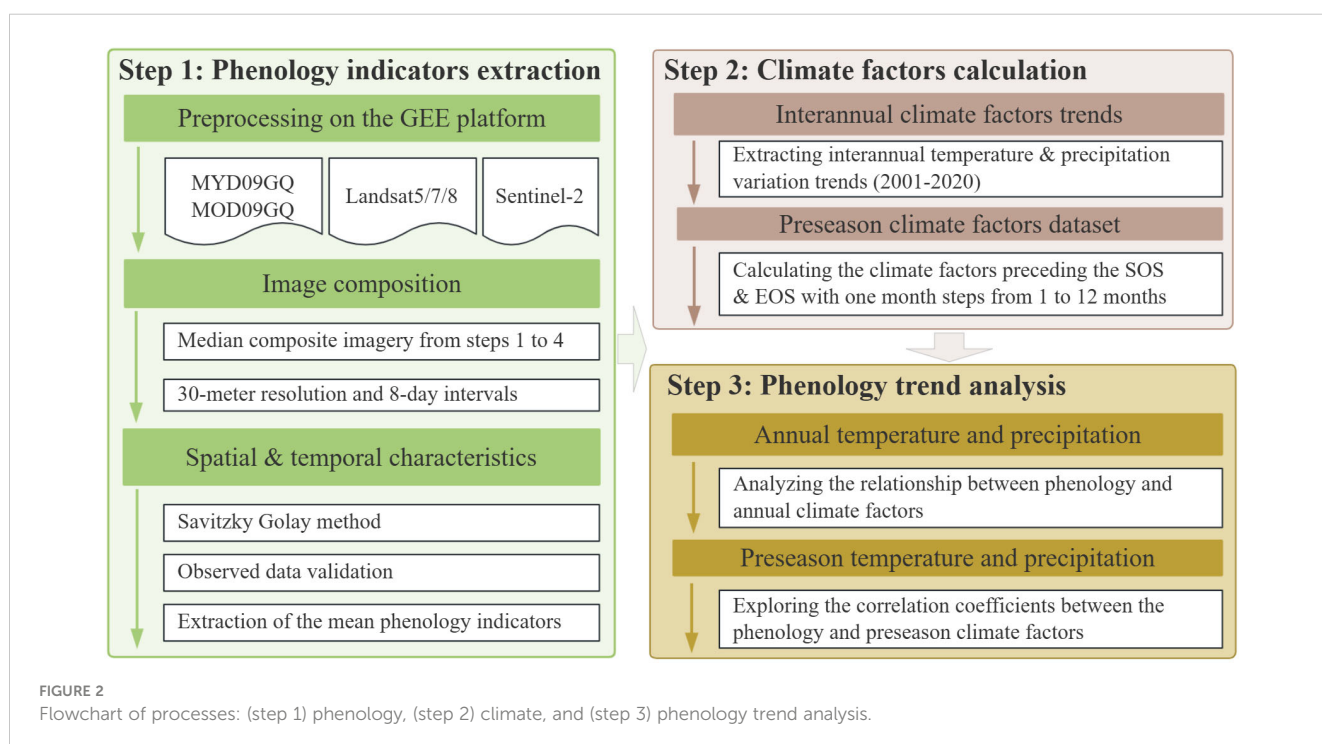 Step 1: Phenology indicators extraction
Preprocessing on the GEE platform
MYD09GQ
MOD09GQ
Landsat5/7/8
Sentinel-2
Image composition
Median composite imagery from steps 1 to 4
30-meter resolution and 8-day intervals
Spatial & temporal characteristics
Savitzky Golay method
Observed data validation
Extraction of the mean phenology indicators
Step 2: Climate factors calculation
Interannual climate factors trends
Extracting interannual temperature & precipitation
variation trends (2001-2020)
Preseason climate factors dataset
Calculating the climate factors preceding the SOS
& EOS with one month steps from 1 to 12 months
Step 3: Phenology trend analysis
Annual temperature and precipitation
Analyzing the relationship between phenology and
annual climate factors
Preseason temperature and precipitation
Exploring the correlation coefficients between the
phenology and preseason climate factors
FIGURE 2
Flowchart of processes: (step 1) phenology, (step 2) climate, and (step 3) phenology trend analysis.